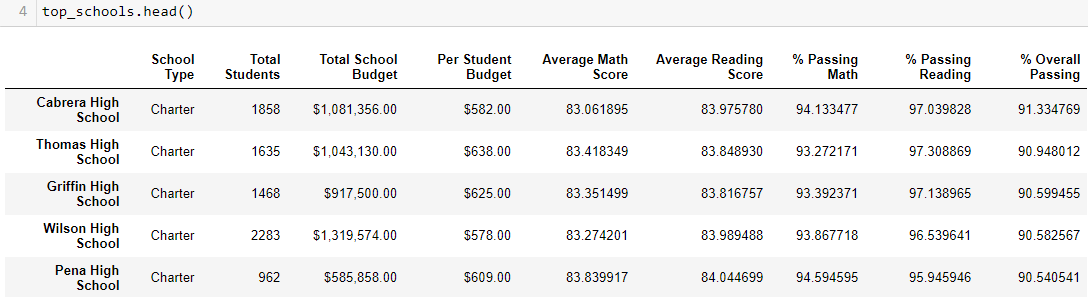 4 top_schools.head()
School Type Total Students Total School Budget Per Student Budget Average Math Score Average Reading Score % Passing Math % Passing Reading % Overall Passing
Cabrera High School Charter 1858 $1,081,356.00 $582.00 83.061895 83.975780 94.133477 97.039828 91.334769
Thomas High School Charter 1635 $1,043,130.00 $638.00 83.418349 83.848930 93.272171 97.308869 90.948012
Griffin High School Charter 1468 $917,500.00 $625.00 83.351499 83.816757 93.392371 97.138965 90.599455
Wilson High School Charter 2283 $1,319,574.00 $578.00 83.274201 83.989488 93.867718 96.539641 90.582567
Pena High School Charter 962 $585,858.00 $609.00 83.839917 84.044699 94.594595 95.945946 90.540541